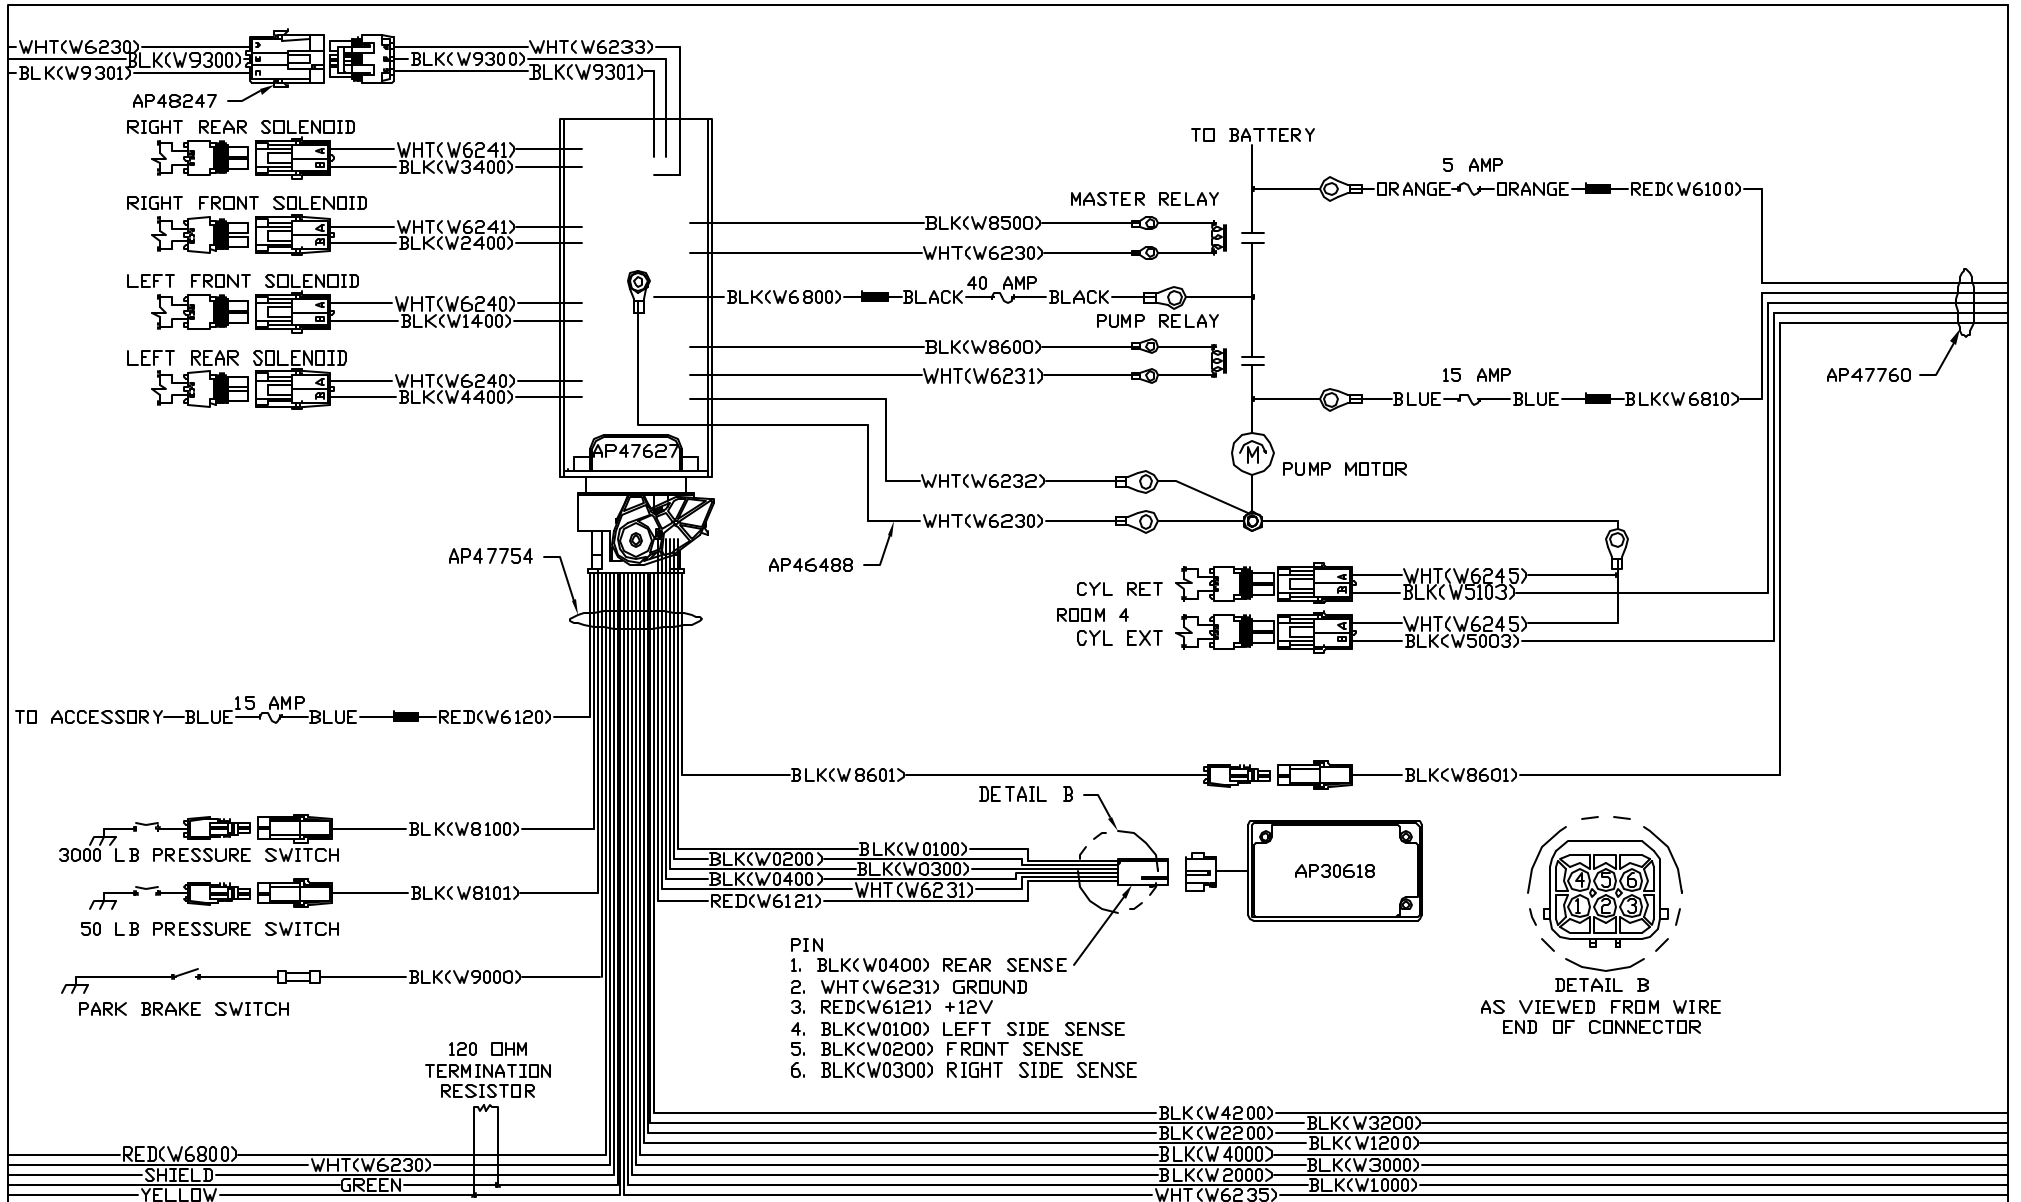 WHT(W6230)
BLK(W9300)
BLK(W9301)
WHT(W6233)
BLK(W9300)
BLK(W9301)
AP48247
RIGHT REAR SOLENOID
A
B
WHT(W6241)
BLK(W3400)
RIGHT FRONT SOLENOID
A
B
WHT(W6241)
BLK(W2400)
LEFT FRONT SOLENOID
A
B
WHT(W6240)
BLK(W1400)
LEFT REAR SOLENOID
A
B
WHT(W6240)
BLK(W4400)
AP47627
TO BATTERY
5 AMP
ORANGE ORANGE RED(W6100)
MASTER RELAY
BLK(W8500)
WHT(W6230)
40 AMP
BLK(W6800) BLACK BLACK
PUMP RELAY
BLK(W8600)
WHT(W6231)
15 AMP
BLUE BLUE BLK(W6810)
AP47760
M
PUMP MOTOR
WHT(W6232)
WHT(W6230)
AP46488
AP47754
CYL RET
A
B
WHT(W6245)
BLK(W5103)
ROOM 4
CYL EXT
A
B
WHT(W6245)
BLK(W5003)
15 AMP
TO ACCESSORY BLUE BLUE RED(W6120)
BLK(W8601) BLK(W8601)
DETAIL B
BLK(W8100)
3000 LB PRESSURE SWITCH
BLK(W8101)
50 LB PRESSURE SWITCH
BLK(W9000)
PARK BRAKE SWITCH
BLK(W0100)
BLK(W0200)
BLK(W0300)
BLK(W0400)
WHT(W6231)
RED(W6121)
AP30618
4 5 6
1 2 3
DETAIL B
AS VIEWED FROM WIRE
END OF CONNECTOR
PIN
1. BLK(W0400) REAR SENSE
2. WHT(W6231) GROUND
3. RED(W6121) +12V
4. BLK(W0100) LEFT SIDE SENSE
5. BLK(W0200) FRONT SENSE
6. BLK(W0300) RIGHT SIDE SENSE
120 OHM
TERMINATION
RESISTOR
RED(W6800)
WHT(W6230)
SHIELD
GREEN
YELLOW
BLK(W4200)
BLK(W3200)
BLK(W2200)
BLK(W1200)
BLK(W4000)
BLK(W3000)
BLK(W2000)
BLK(W1000)
WHT(W6235)